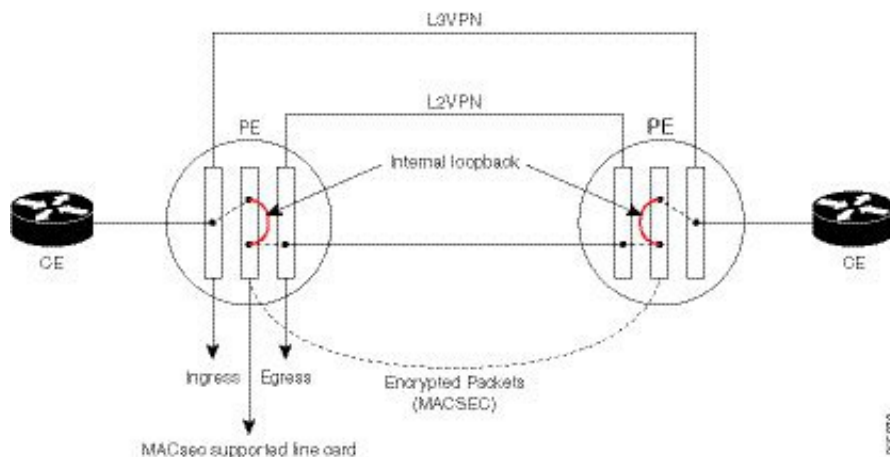 L3VPN
L2VPN
PE
PE
Internal loopback
CE
CE
Ingress
Egress
Encrypted Packets
(MACSEC)
MACsec supported line card